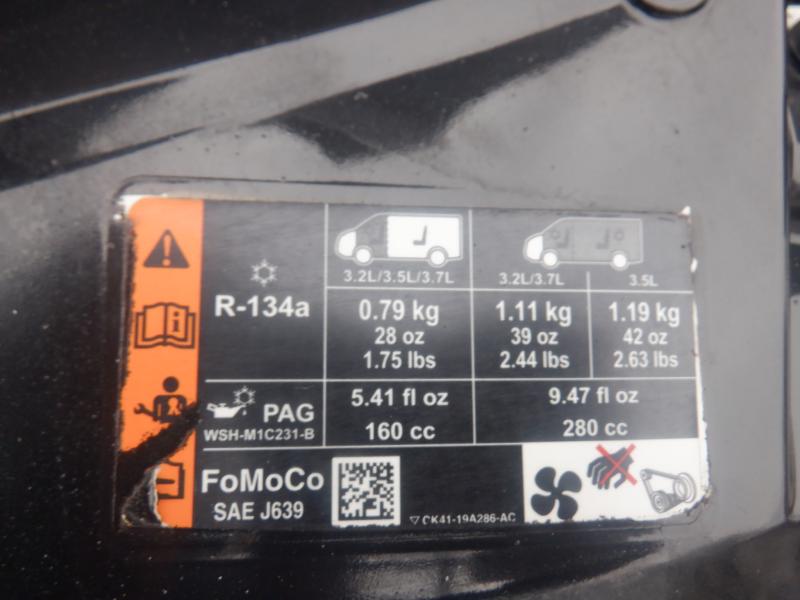 3.2L/3.5L/3.7L
3.2L/3.7L
3.5L
R-134a
0.79 kg
28 oz
1.75 lbs
1.11 kg
39 oz
2.44 lbs
1.19 kg
42 oz
2.63 lbs
PAG
WSH-M1C231-B
5.41 fl oz
160 cc
9.47 fl oz
280 cc
FoMoCo
SAE J639
CK41-19A286-AC